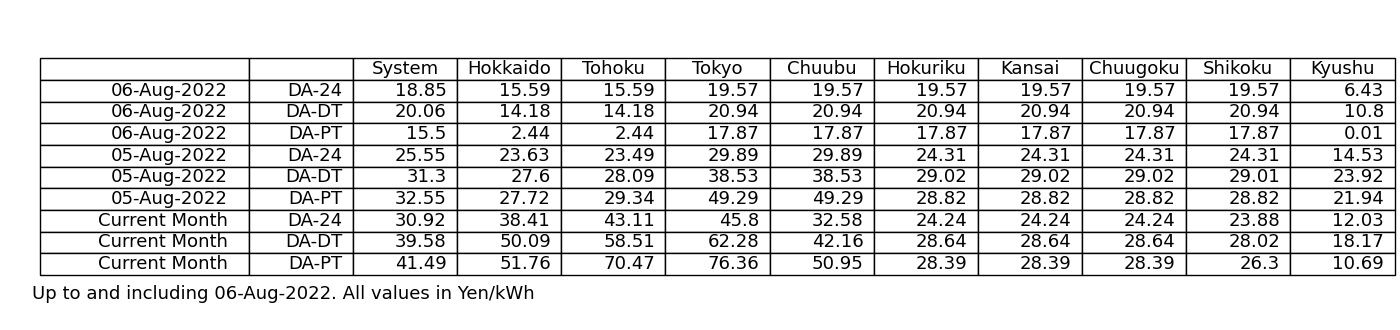 System Hokkaido Tohoku Tokyo Chuubu Hokuriku Kansai Chuugoku Shikoku Kyushu
06-Aug-2022 DA-24 18.85 15.59 15.59 19.57 19.57 19.57 19.57 19.57 19.57 6.43
06-Aug-2022 DA-DT 20.06 14.18 14.18 20.94 20.94 20.94 20.94 20.94 20.94 10.8
06-Aug-2022 DA-PT 15.5 2.44 2.44 17.87 17.87 17.87 17.87 17.87 17.87 0.01
05-Aug-2022 DA-24 25.55 23.63 23.49 29.89 29.89 24.31 24.31 24.31 24.31 14.53
05-Aug-2022 DA-DT 31.3 27.6 28.09 38.53 38.53 29.02 29.02 29.02 29.01 23.92
05-Aug-2022 DA-PT 32.55 27.72 29.34 49.29 49.29 28.82 28.82 28.82 28.82 21.94
Current Month DA-24 30.92 38.41 43.11 45.8 32.58 24.24 24.24 24.24 23.88 12.03
Current Month DA-DT 39.58 50.09 58.51 62.28 42.16 28.64 28.64 28.64 28.02 18.17
Current Month DA-PT 41.49 51.76 70.47 76.36 50.95 28.39 28.39 28.39 26.3 10.69
Up to and including 06-Aug-2022. All values in Yen/kWh